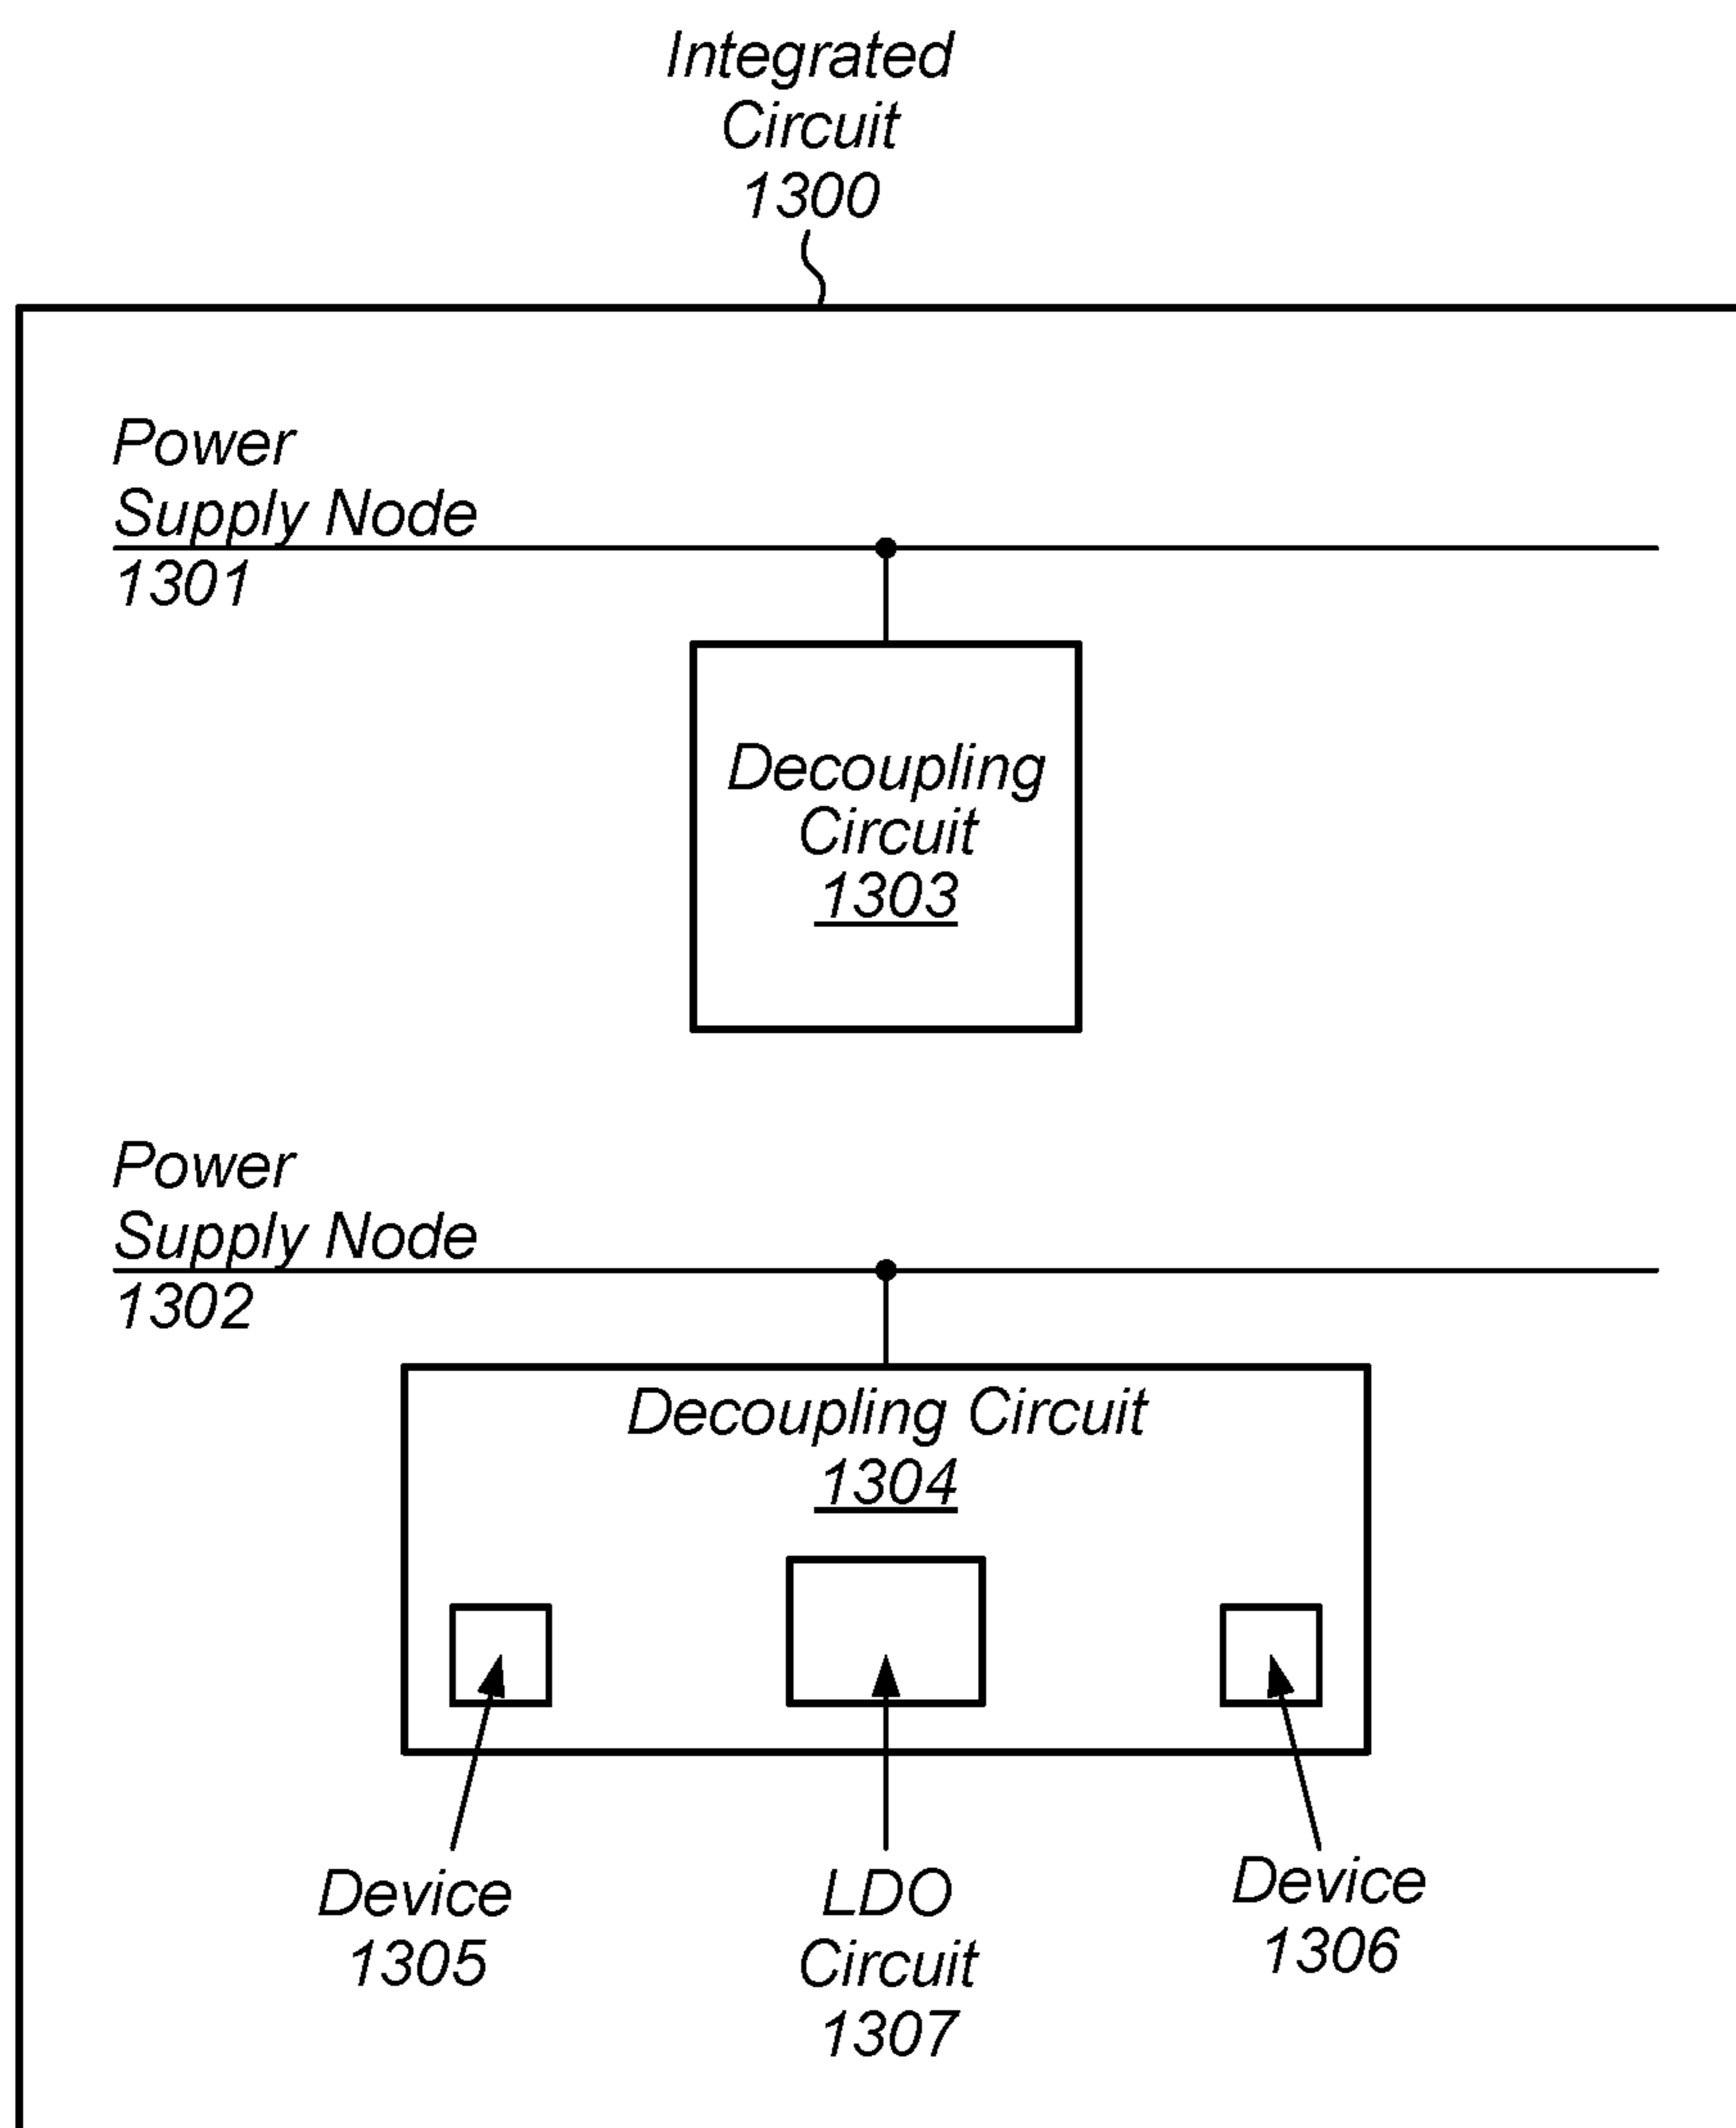 Integrated
Circuit
1300
Power
Supply Node
1301
Decoupling
Circuit
1303
Power
Supply Node
1302
Decoupling Circuit
1304
Device
1305
LDO
Circuit
1307
Device
1306